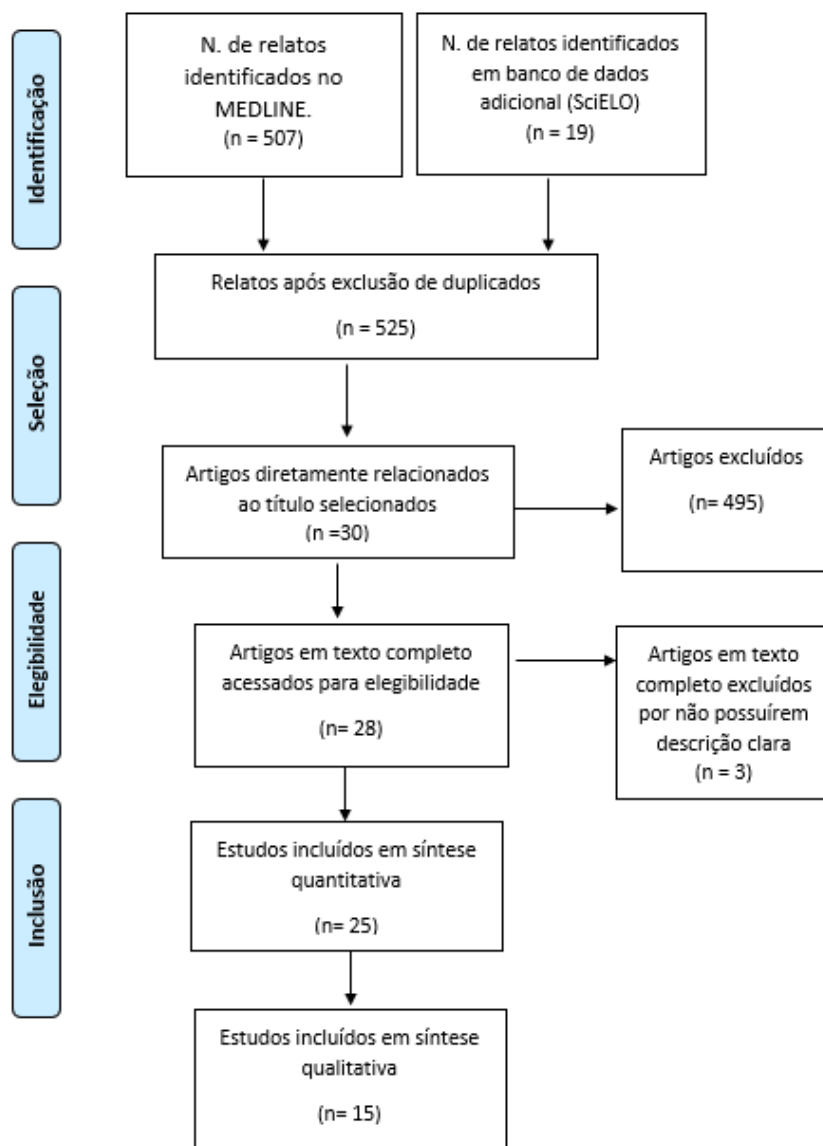 Identificação
N. de relatos
identificados no
MEDLINE.
(n = 507)
N. de relatos identificados
em banco de dados
adicional (SciELO)
(n = 19)
Relatos após exclusão de duplicados
(n = 525)
Seleção
Artigos diretamente relacionados
ao título selecionados
(n =30)
Artigos excluídos
(n= 495)
Elegibilidade
Artigos em texto completo
acessados para elegibilidade
(n= 28)
Artigos em texto
completo excluídos
por não possuírem
descrição clara
(n = 3)
Inclusão
Estudos incluídos em síntese
quantitativa
(n= 25)
Estudos incluídos em síntese
qualitativa
(n= 15)